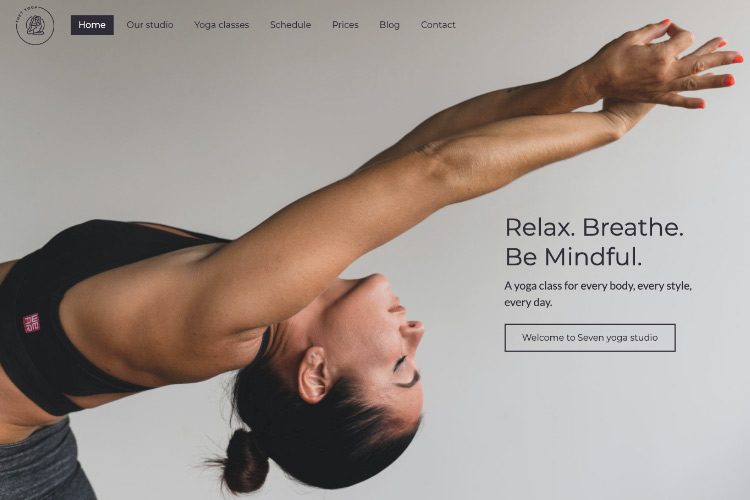 Home
Our studio
Yoga classes
Schedule
Prices
Blog
Contact
Relax. Breathe.
Be Mindful.
A yoga class for every body, every style,
every day.
Welcome to Seven yoga studio